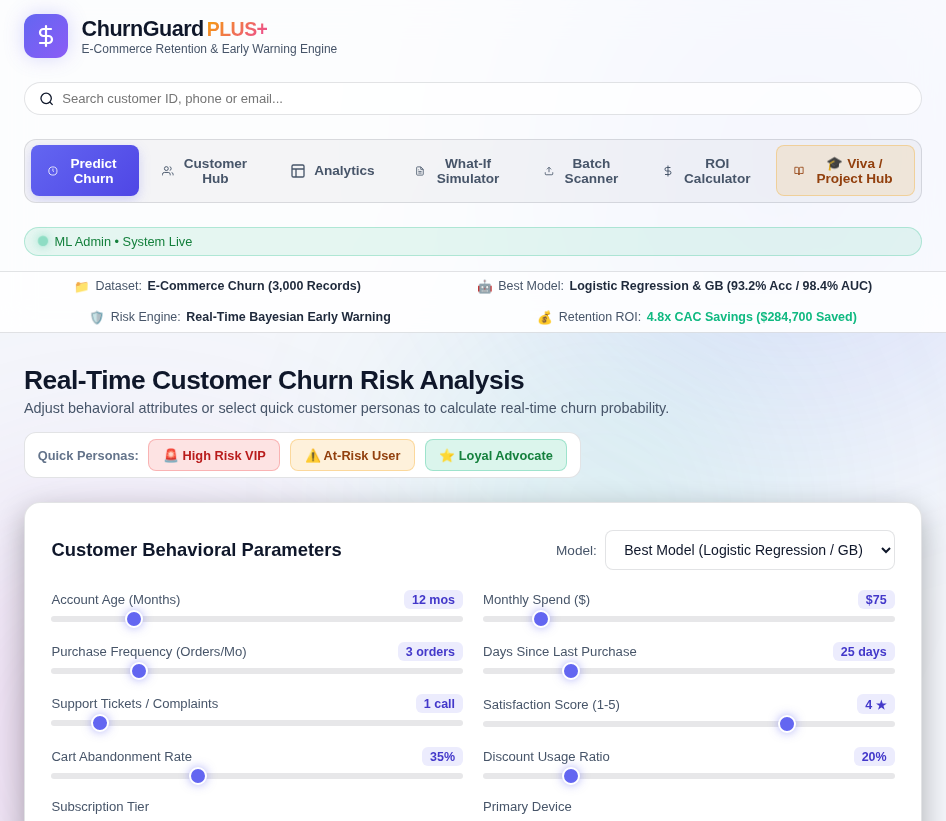 ChurnGuard PLUS+
E-Commerce Retention & Early Warning Engine
Search customer ID, phone or email...
Predict Churn
Customer Hub
Analytics
What-If Simulator
Batch Scanner
ROI Calculator
🎓 Viva / Project Hub
ML Admin • System Live
📁 Dataset: E-Commerce Churn (3,000 Records)
🤖 Best Model: Logistic Regression & GB (93.2% Acc / 98.4% AUC)
🛡️ Risk Engine: Real-Time Bayesian Early Warning
💰 Retention ROI: 4.8x CAC Savings ($284,700 Saved)
Real-Time Customer Churn Risk Analysis
Adjust behavioral attributes or select quick customer personas to calculate real-time churn probability.
Quick Personas: 🚨 High Risk VIP ⚠️ At-Risk User ⭐ Loyal Advocate
Customer Behavioral Parameters
Model: Best Model (Logistic Regression / GB)
Account Age (Months) 12 mos
Monthly Spend ($) $75
Purchase Frequency (Orders/Mo) 3 orders
Days Since Last Purchase 25 days
Support Tickets / Complaints 1 call
Satisfaction Score (1-5) 4 ★
Cart Abandonment Rate 35%
Discount Usage Ratio 20%
Subscription Tier
Primary Device